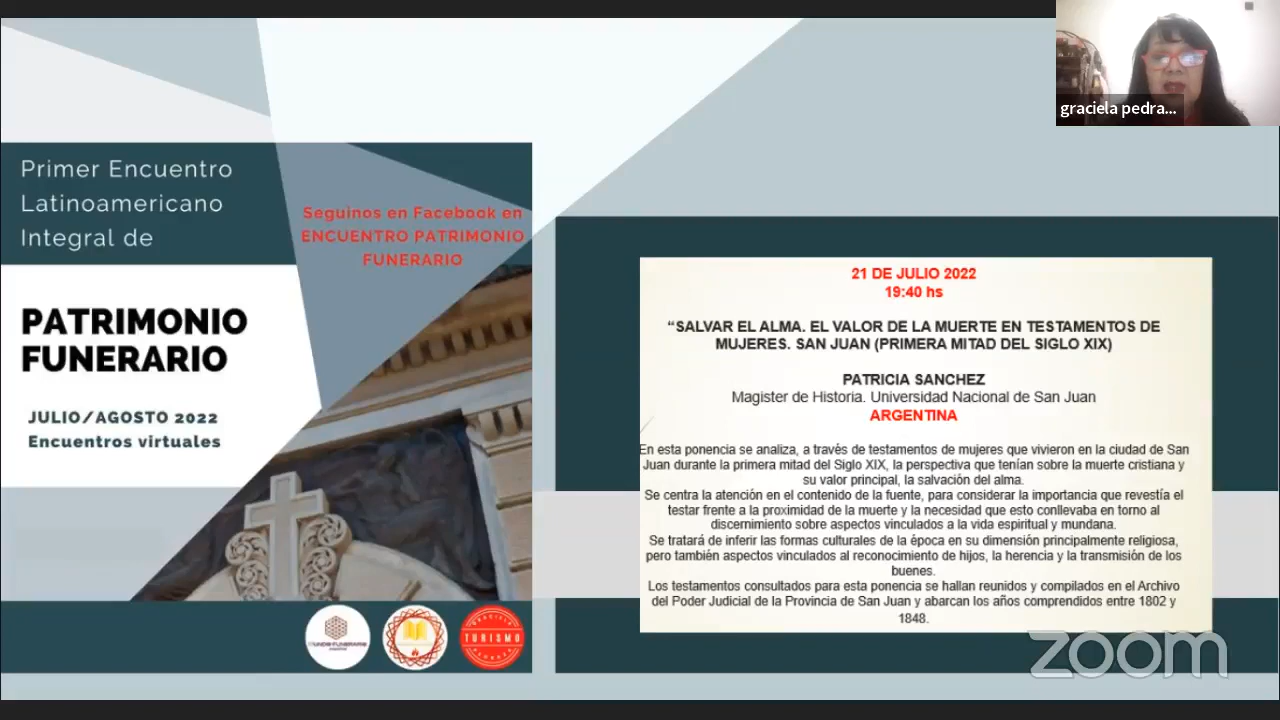 Primer Encuentro
Latinoamericano
Integral de
PATRIMONIO
FUNERARIO
JULIO/AGOSTO 2022
Encuentros virtuales
Seguinos en Facebook en
ENCUENTRO PATRIMONIO
FUNERARIO
TURISMO
graciela pedra...
21 DE JULIO 2022
19:40 hs
“SALVAR EL ALMA. EL VALOR DE LA MUERTE EN TESTAMENTOS DE
MUJERES. SAN JUAN (PRIMERA MITAD DEL SIGLO XIX)
PATRICIA SANCHEZ
Magister de Historia. Universidad Nacional de San Juan
ARGENTINA
En esta ponencia se analiza, a través de testamentos de mujeres que vivieron en la ciudad de San
Juan durante la primera mitad del Siglo XIX, la perspectiva que tenían sobre la muerte cristiana y
su valor principal, la salvación del alma.
Se centra la atención en el contenido de la fuente, para considerar la importancia que revestía el
testar frente a la proximidad de la muerte y la necesidad que esto conllevaba en torno al
discernimiento sobre aspectos vinculados a la vida espiritual y mundana.
Se tratará de inferir las formas culturales de la época en su dimensión principalmente religiosa,
pero también aspectos vinculados al reconocimiento de hijos, la herencia y la transmisión de los
buenes.
Los testamentos consultados para esta ponencia se hallan reunidos y compilados en el Archivo
del Poder Judicial de la Provincia de San Juan y abarcan los años comprendidos entre 1802 y
1848.
zoom